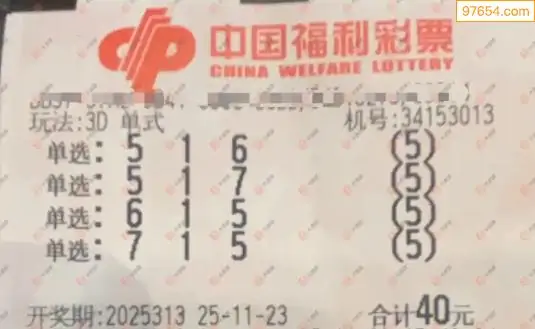 97654.com
中国福利彩票
CHINA WELFARE LOTTERY
玩法:3D 单式 机号:34153013
单选: 5 1 6 (5)
单选: 5 1 7 (5)
单选: 6 1 5 (5)
单选: 7 1 5 (5)
开奖期:2025313 25-11-23 合计40元